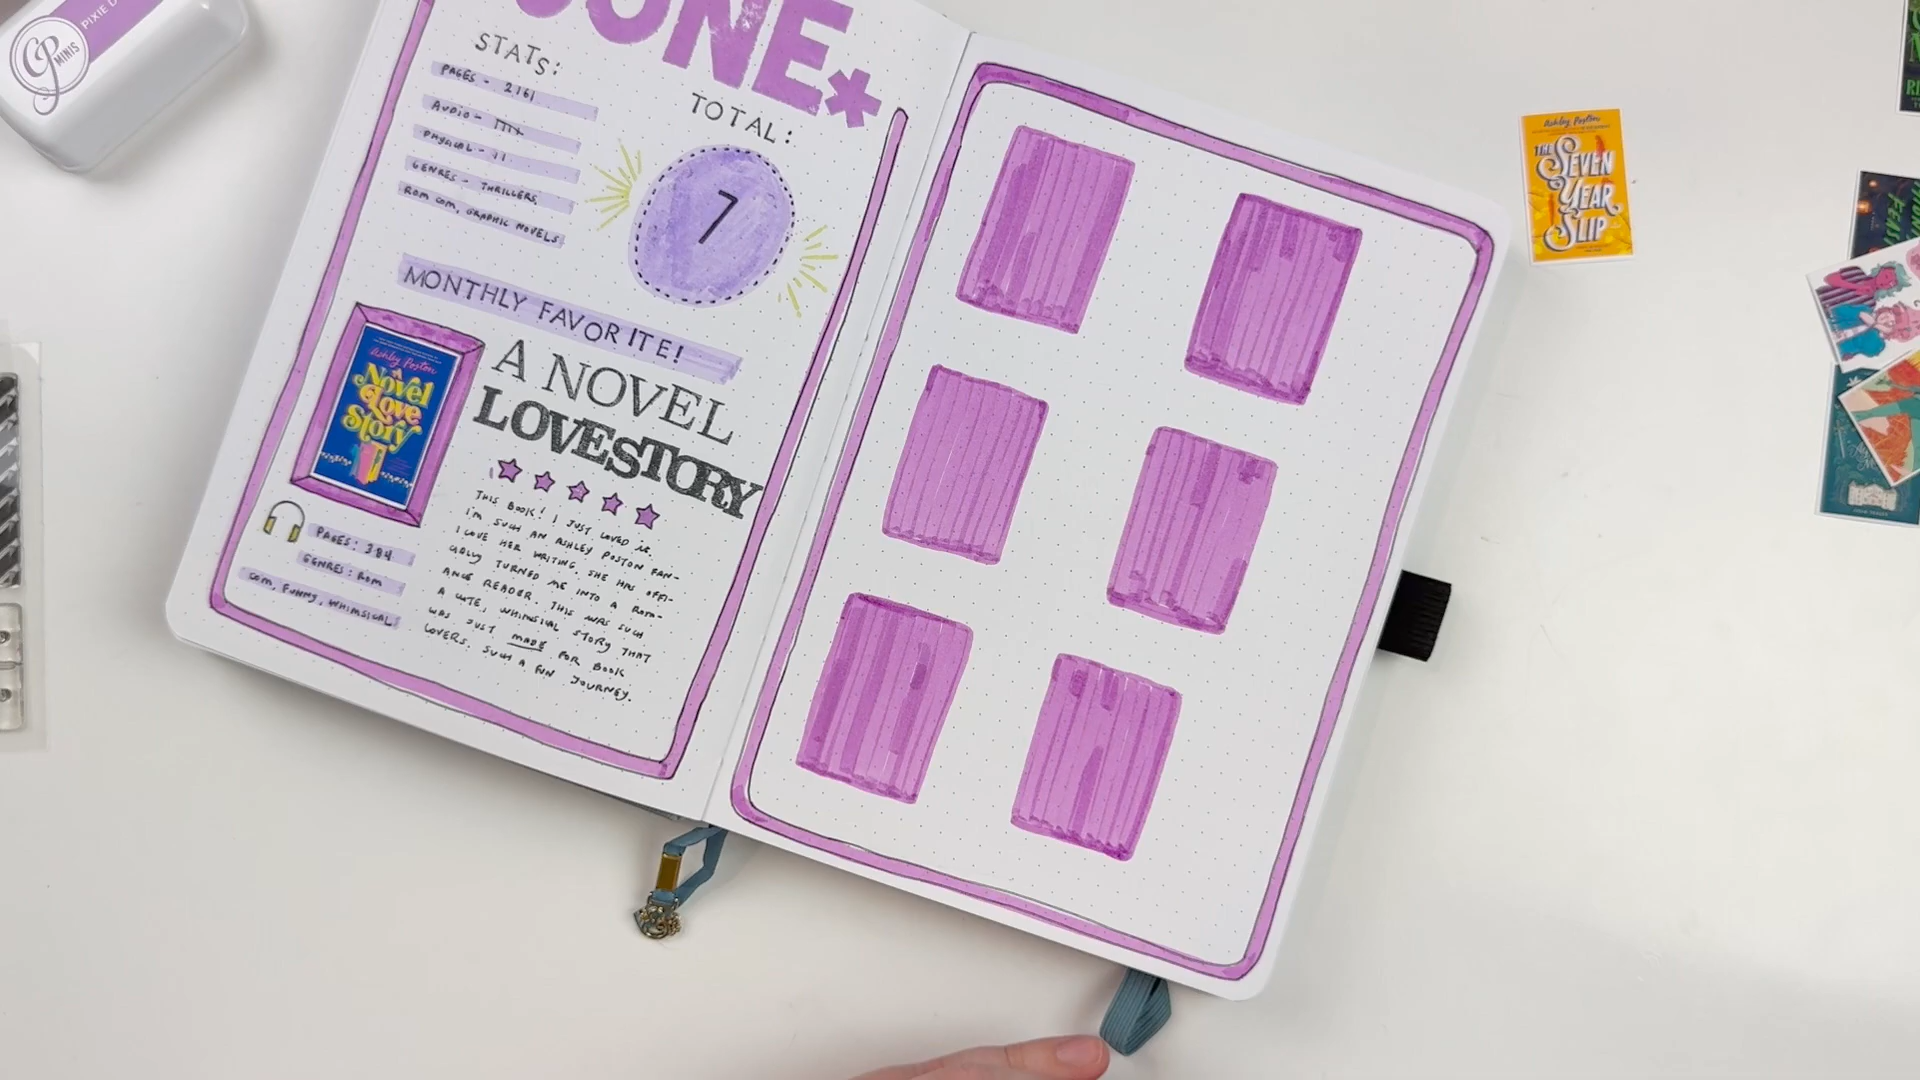 PIXIE D
CP
MINIS
JUNE*
STATS:
PAGES - 2161
AUDIO -
PHYSICAL - 11
GENRES - THRILLERS,
ROM COM, GRAPHIC NOVELS
TOTAL:
7
MONTHLY FAVORITE!
Ashley Poston
A Novel
Love
Story
A NOVEL
LOVE STORY
THIS BOOK! I JUST LOVED IT.
I'M SUCH AN ASHLEY POSTON FAN-
I LOVE HER WRITING. SHE HAS OFFI-
CIALLY TURNED ME INTO A ROM-
ANCE READER. THIS WAS SUCH
A CUTE, WHIMSICAL STORY THAT
WAS JUST MADE FOR BOOK
LOVERS. SUCH A FUN JOURNEY.
PAGES: 384
GENRES: ROM
COM, FUNNY, WHIMSICAL
Ashley Poston
THE
SEVEN
YEAR
SLIP